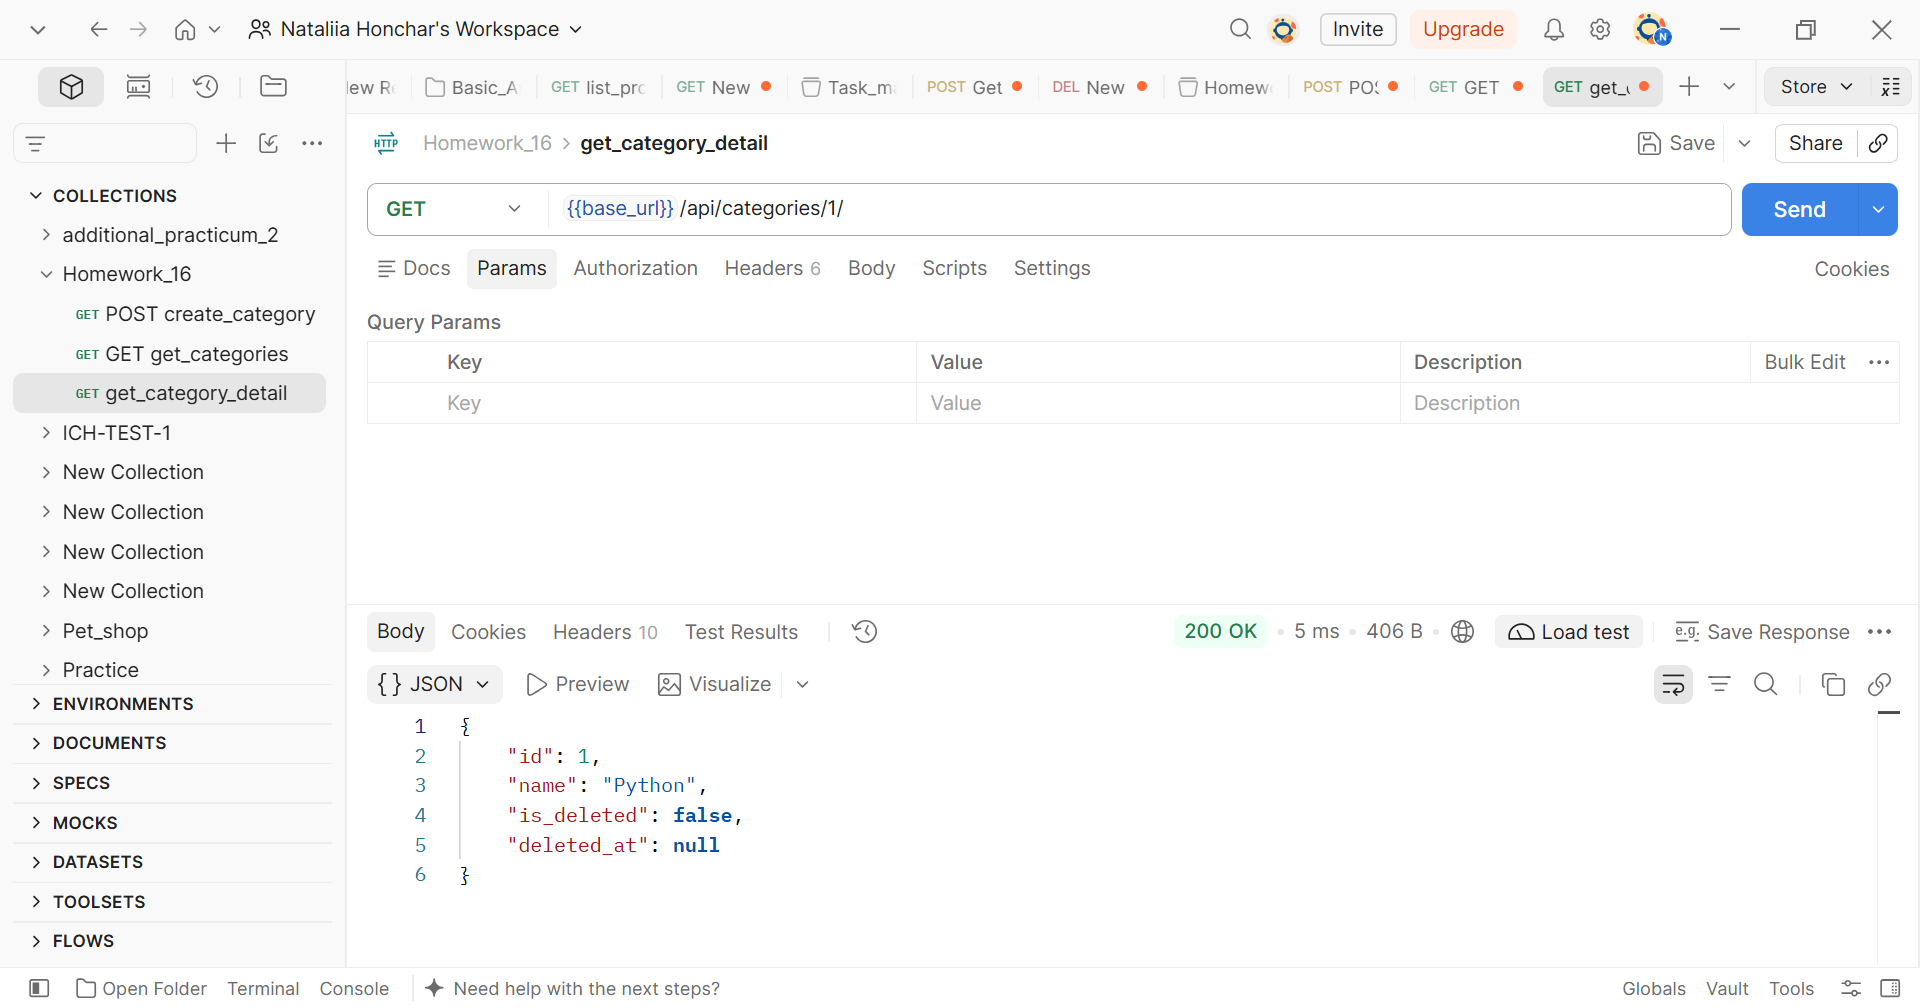 Nataliia Honchar's Workspace
Invite
Upgrade
Basic_A
GET list_prc
GET New
Task_m
POST Get
DEL New
Homew
POST POS
GET GET
GET get_
Store
Homework_16 > get_category_detail
Save
Share
COLLECTIONS
additional_practicum_2
Homework_16
GET POST create_category
GET GET get_categories
GET get_category_detail
ICH-TEST-1
New Collection
New Collection
New Collection
New Collection
Pet_shop
Practice
ENVIRONMENTS
DOCUMENTS
SPECS
MOCKS
DATASETS
TOOLSETS
FLOWS
HTTP
GET
{{base_url}} /api/categories/1/
Send
Docs
Params
Authorization
Headers 6
Body
Scripts
Settings
Cookies
Query Params
Key Value Description Bulk Edit
Key Value Description
Body
Cookies
Headers 10
Test Results
200 OK
5 ms
406 B
Load test
e.g. Save Response
{} JSON
Preview
Visualize
1 {
2 "id": 1,
3 "name": "Python",
4 "is_deleted": false,
5 "deleted_at": null
6 }
Open Folder
Terminal
Console
Need help with the next steps?
Globals
Vault
Tools
N